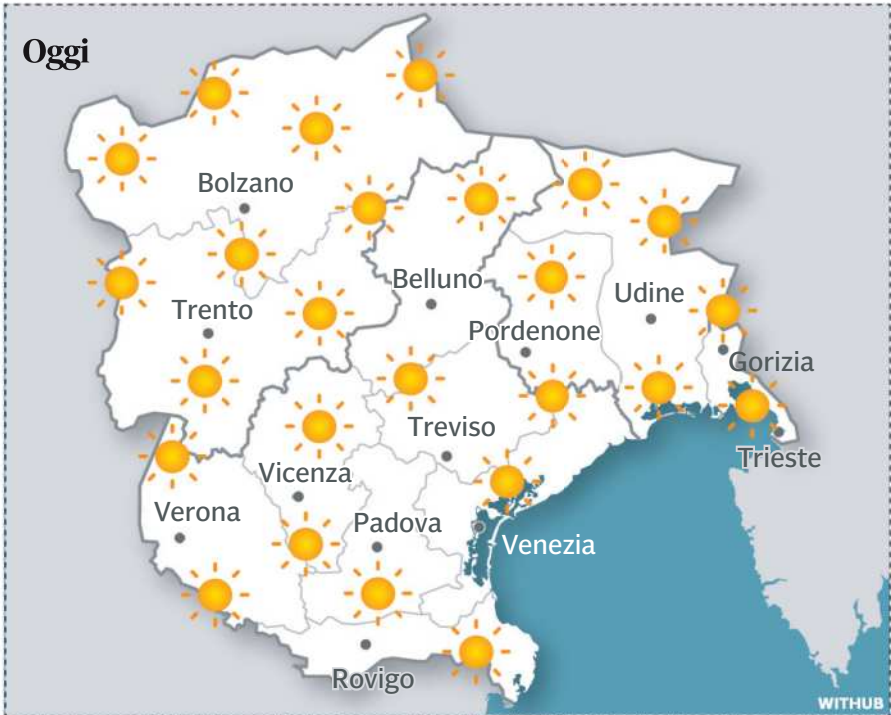 Oggi
Bolzano
Belluno
Udine
Trento
Pordenone
Gorizia
Treviso
Trieste
Vicenza
Verona
Padova
Venezia
Rovigo
WITHUB